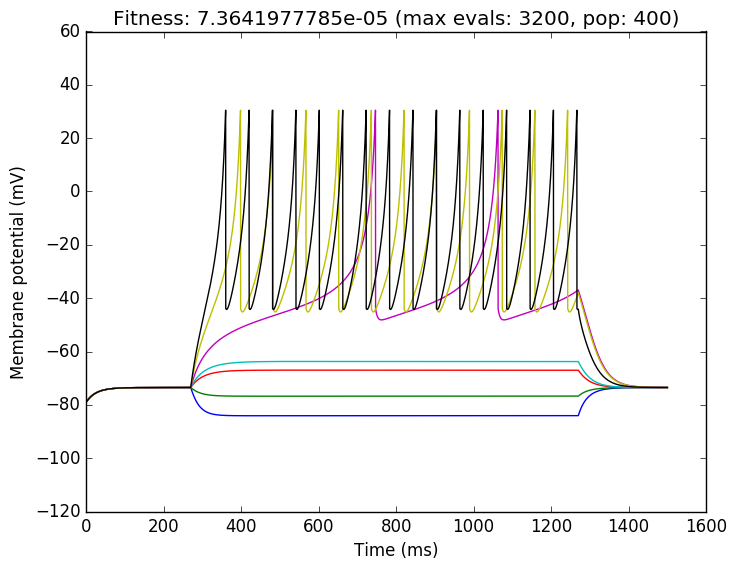 Fitness: 7.3641977785e-05 (max evals: 3200, pop: 400)
60
40
20
0
−20
−40
−60
−80
−100
−120
Membrane potential (mV)
0 200 400 600 800 1000 1200 1400 1600
Time (ms)